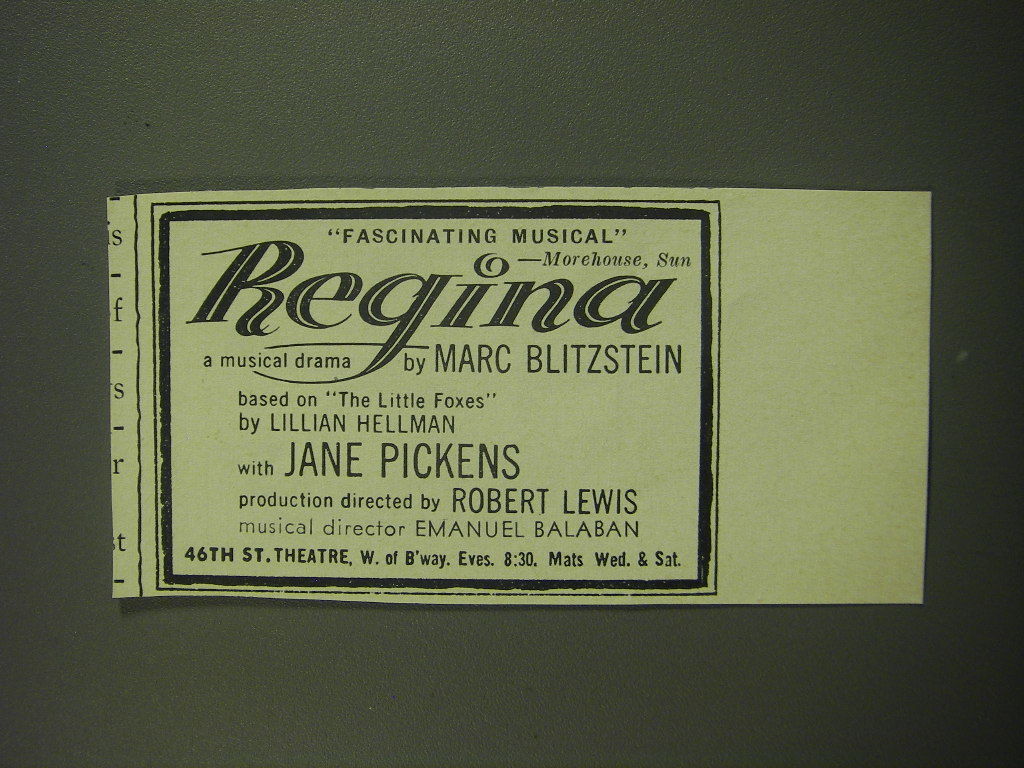 "FASCINATING MUSICAL"
—Morehouse, Sun
Regina
a musical drama by MARC BLITZSTEIN
based on "The Little Foxes"
by LILLIAN HELLMAN
with JANE PICKENS
production directed by ROBERT LEWIS
musical director EMANUEL BALABAN
46TH ST. THEATRE, W. of B'way. Eves. 8:30. Mats Wed. & Sat.